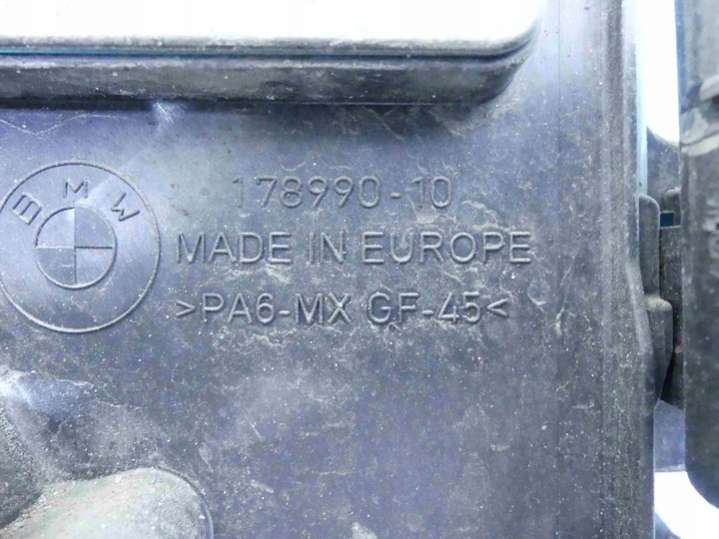 BMW
178990-10
MADE IN EUROPE
>PA6-MX GF-45<